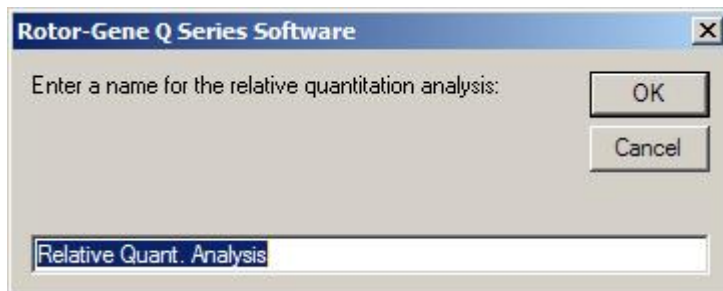 Rotor-Gene Q Series Software
Enter a name for the relative quantitation analysis:
OK
Cancel
Relative Quant. Analysis